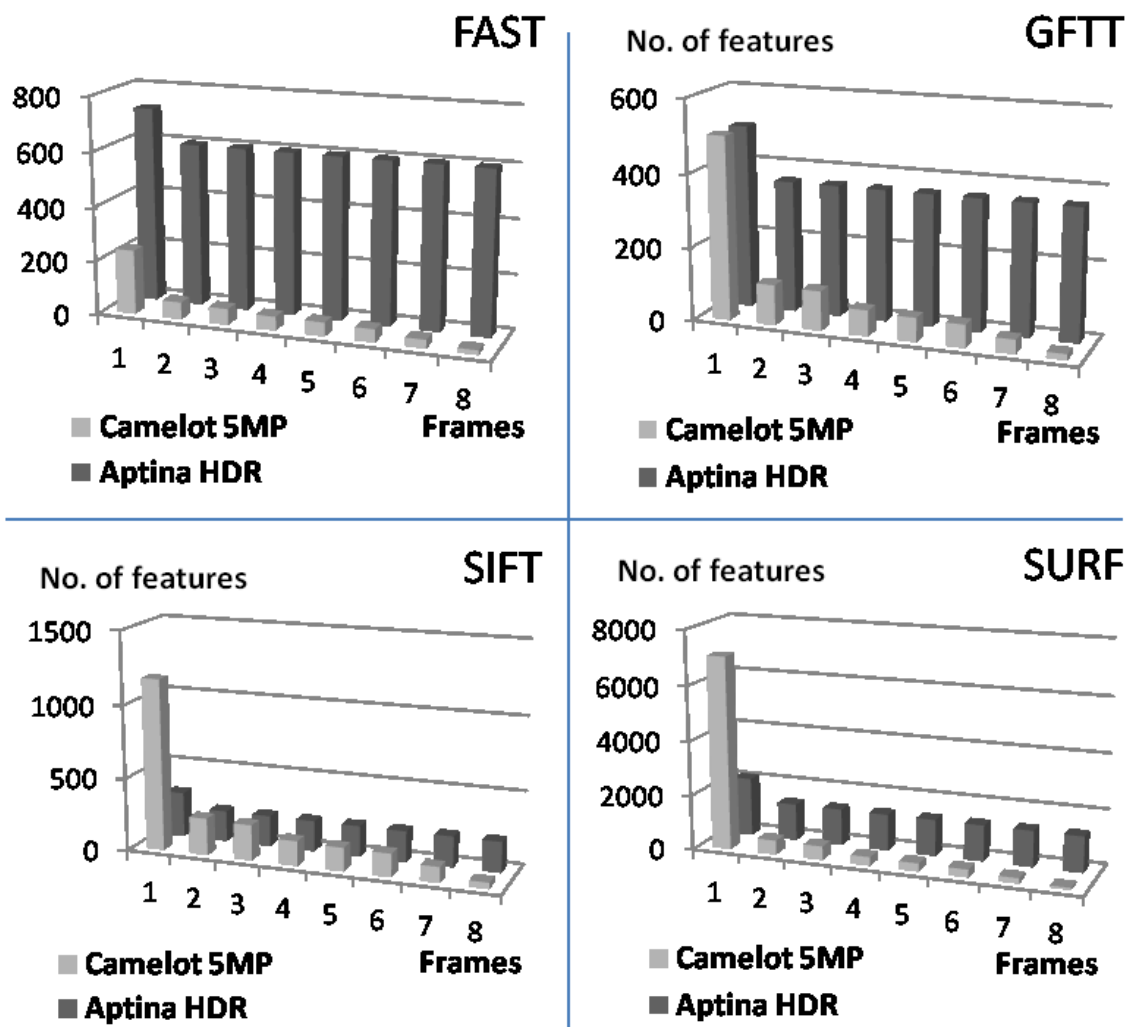 FAST
800
600
400
200
0
1 2 3 4 5 6 7 8
Camelot 5MP
Frames
Aptina HDR
No. of features
GFTT
600
400
200
0
1 2 3 4 5 6 7 8
Camelot 5MP
Frames
Aptina HDR
No. of features
SIFT
1500
1000
500
0
1 2 3 4 5 6 7 8
Camelot 5MP
Frames
Aptina HDR
No. of features
SURF
8000
6000
4000
2000
0
1 2 3 4 5 6 7 8
Camelot 5MP
Frames
Aptina HDR